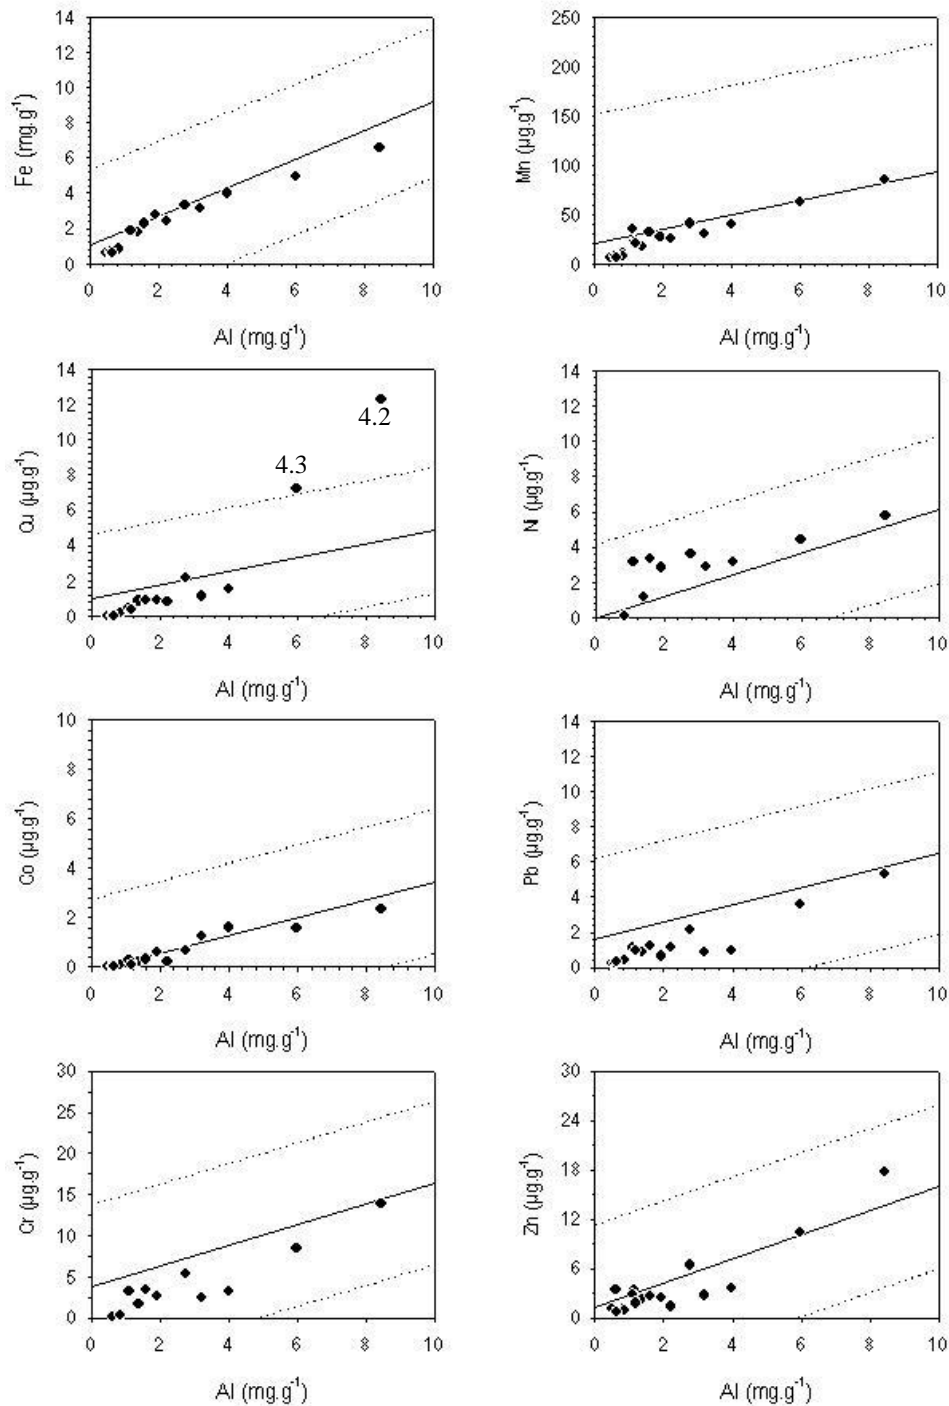 14
12
10
8
6
4
2
0
Fe (mg.g-1)
0 2 4 6 8 10
Al (mg.g-1)
250
200
150
100
50
0
Mn (µg.g-1)
0 2 4 6 8 10
Al (mg.g-1)
14
12
10
8
6
4
2
0
Cu (µg.g-1)
4.2
4.3
0 2 4 6 8 10
Al (mg.g-1)
14
12
10
8
6
4
2
0
Ni (µg.g-1)
0 2 4 6 8 10
Al (mg.g-1)
10
8
6
4
2
0
Co (µg.g-1)
0 2 4 6 8 10
Al (mg.g-1)
14
12
10
8
6
4
2
0
Pb (µg.g-1)
0 2 4 6 8 10
Al (mg.g-1)
30
25
20
15
10
5
0
Cr (µg.g-1)
0 2 4 6 8 10
Al (mg.g-1)
30
24
18
12
6
0
Zn (µg.g-1)
0 2 4 6 8 10
Al (mg.g-1)